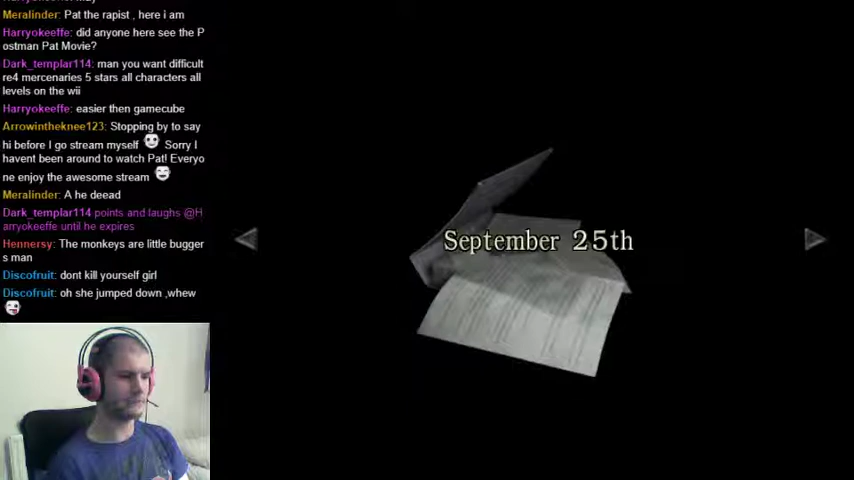 Meralinder: Pat the rapist , here i am
Harryokeeffe: did anyone here see the P
ostman Pat Movie?
Dark_templar114: man you want difficult
re4 mercenaries 5 stars all characters all
levels on the wii
Harryokeeffe: easier then gamecube
Arrowintheknee123: Stopping by to say
hi before I go stream myself Sorry I
havent been around to watch Pat! Everyo
ne enjoy the awesome stream
Meralinder: A he deead
Dark_templar114 points and laughs @H
arryokeeffe until he expires
Hennersy: The monkeys are little bugger
s man
Discofruit: dont kill yourself girl
Discofruit: oh she jumped down ,whew
September 25th